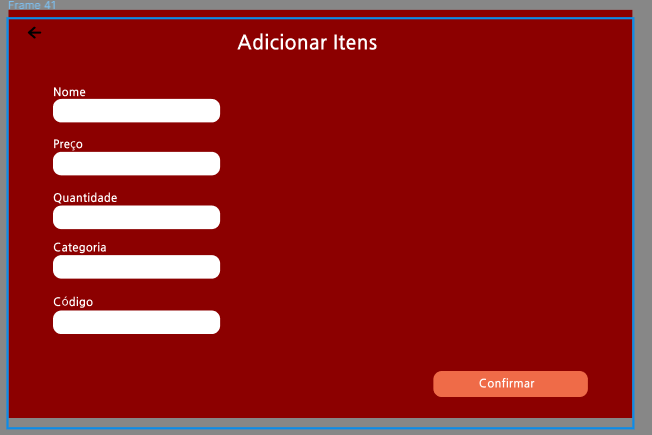 Frame 41
Adicionar Itens
Nome
Preço
Quantidade
Categoria
Código
Confirmar